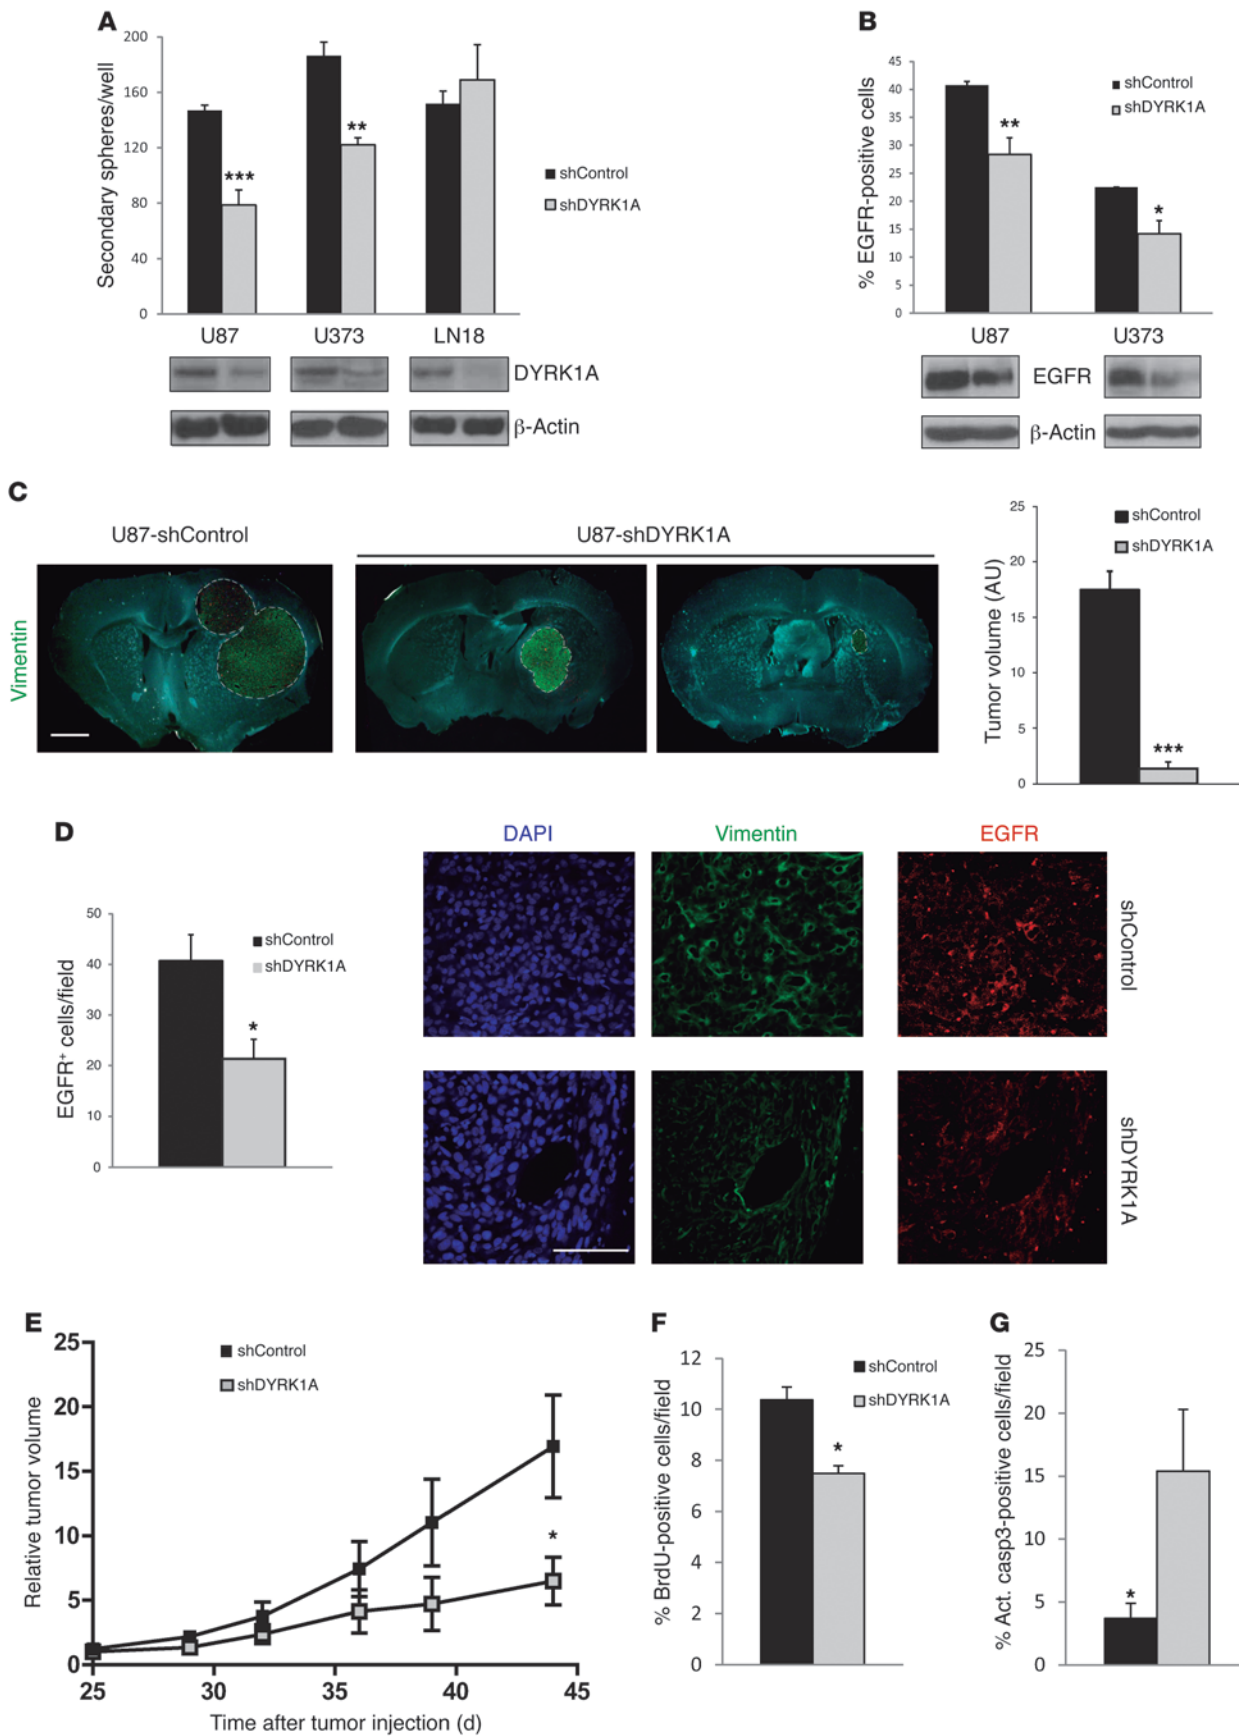 A
200
160
120
80
40
0
Secondary spheres/well
***
**
shControl
shDYRK1A
U87 U373 LN18
DYRK1A
β-Actin
B
45
40
35
30
25
20
15
10
5
0
% EGFR-positive cells
**
*
shControl
shDYRK1A
U87 U373
EGFR
β-Actin
C
U87-shControl U87-shDYRK1A
Vimentin
25
20
15
10
5
0
Tumor volume (AU)
shControl
shDYRK1A
***
D
50
40
30
20
10
0
EGFR+ cells/field
shControl
shDYRK1A
*
DAPI Vimentin EGFR
shControl
shDYRK1A
E
25
20
15
10
5
0
Relative tumor volume
shControl
shDYRK1A
*
25 30 35 40 45
Time after tumor injection (d)
F
12
10
8
6
4
2
0
% BrdU-positive cells/field
shControl
shDYRK1A
*
G
25
20
15
10
5
0
% Act. casp3-positive cells/field
*